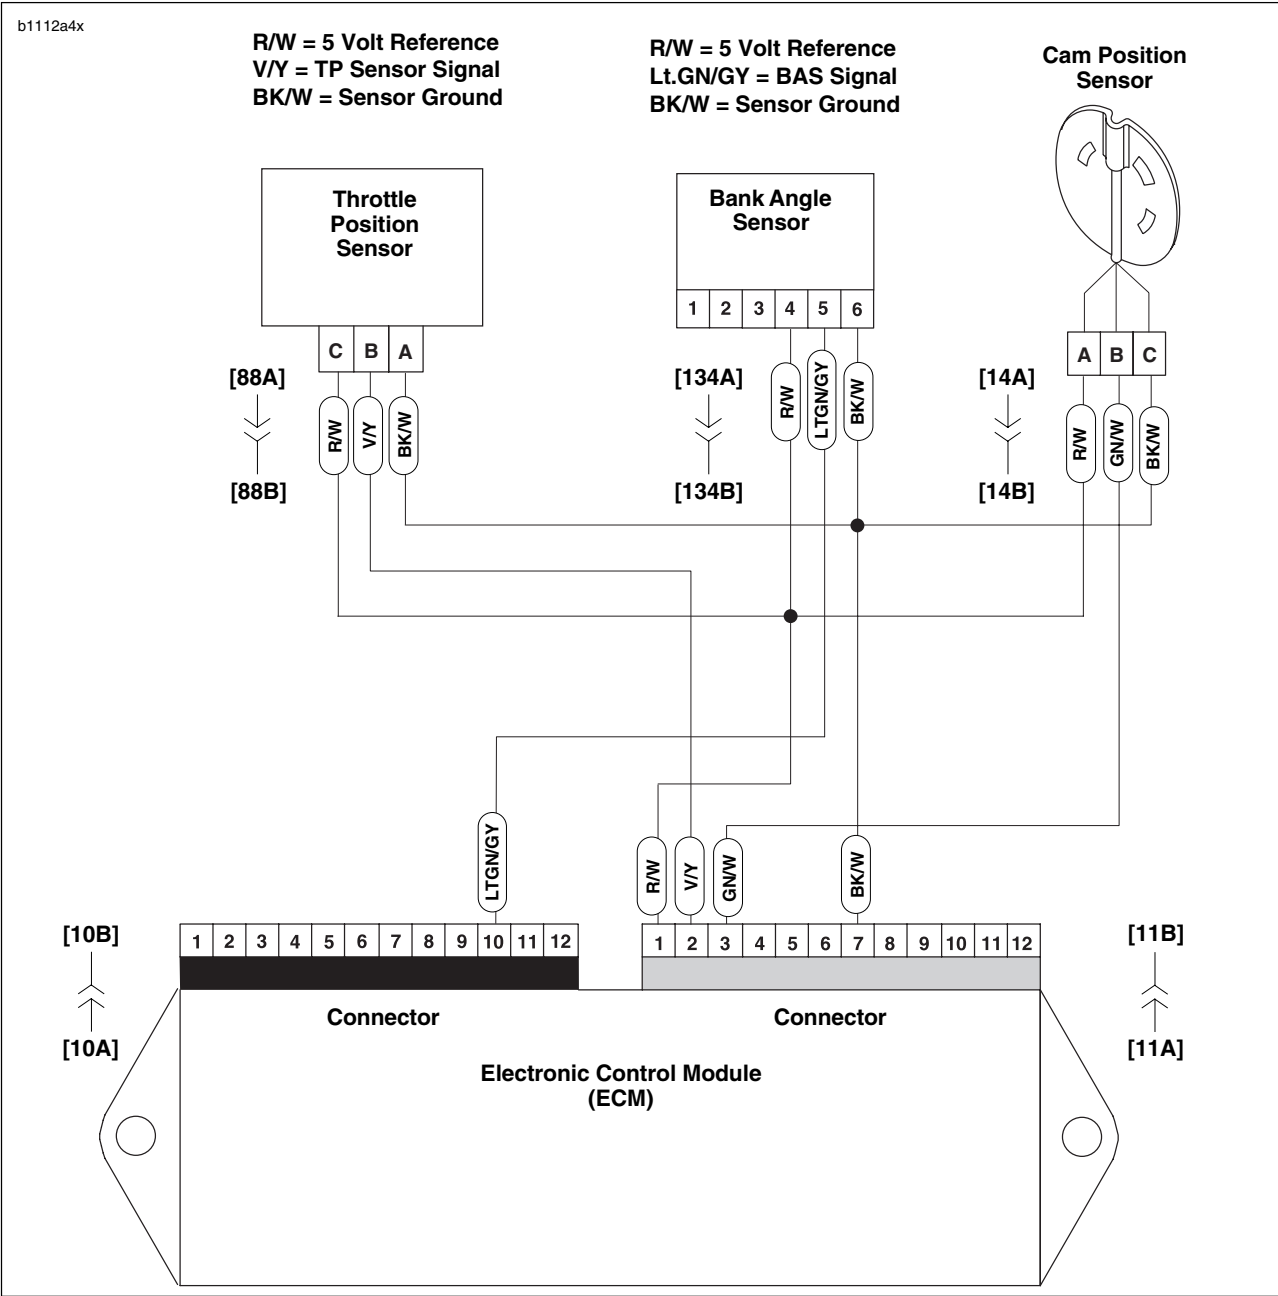 b1112a4x
R/W = 5 Volt Reference
V/Y = TP Sensor Signal
BK/W = Sensor Ground
R/W = 5 Volt Reference
Lt.GN/GY = BAS Signal
BK/W = Sensor Ground
Cam Position
Sensor
Throttle
Position
Sensor
Bank Angle
Sensor
1 2 3 4 5 6
C B A
A B C
[88A]
[88B]
R/W V/Y BK/W
[134A]
[134B]
R/W LTGN/GY BK/W
[14A]
[14B]
R/W GN/W BK/W
LTGN/GY
R/W V/Y GN/W BK/W
[10B]
[10A]
1 2 3 4 5 6 7 8 9 10 11 12
1 2 3 4 5 6 7 8 9 10 11 12
[11B]
[11A]
Connector
Connector
Electronic Control Module
(ECM)